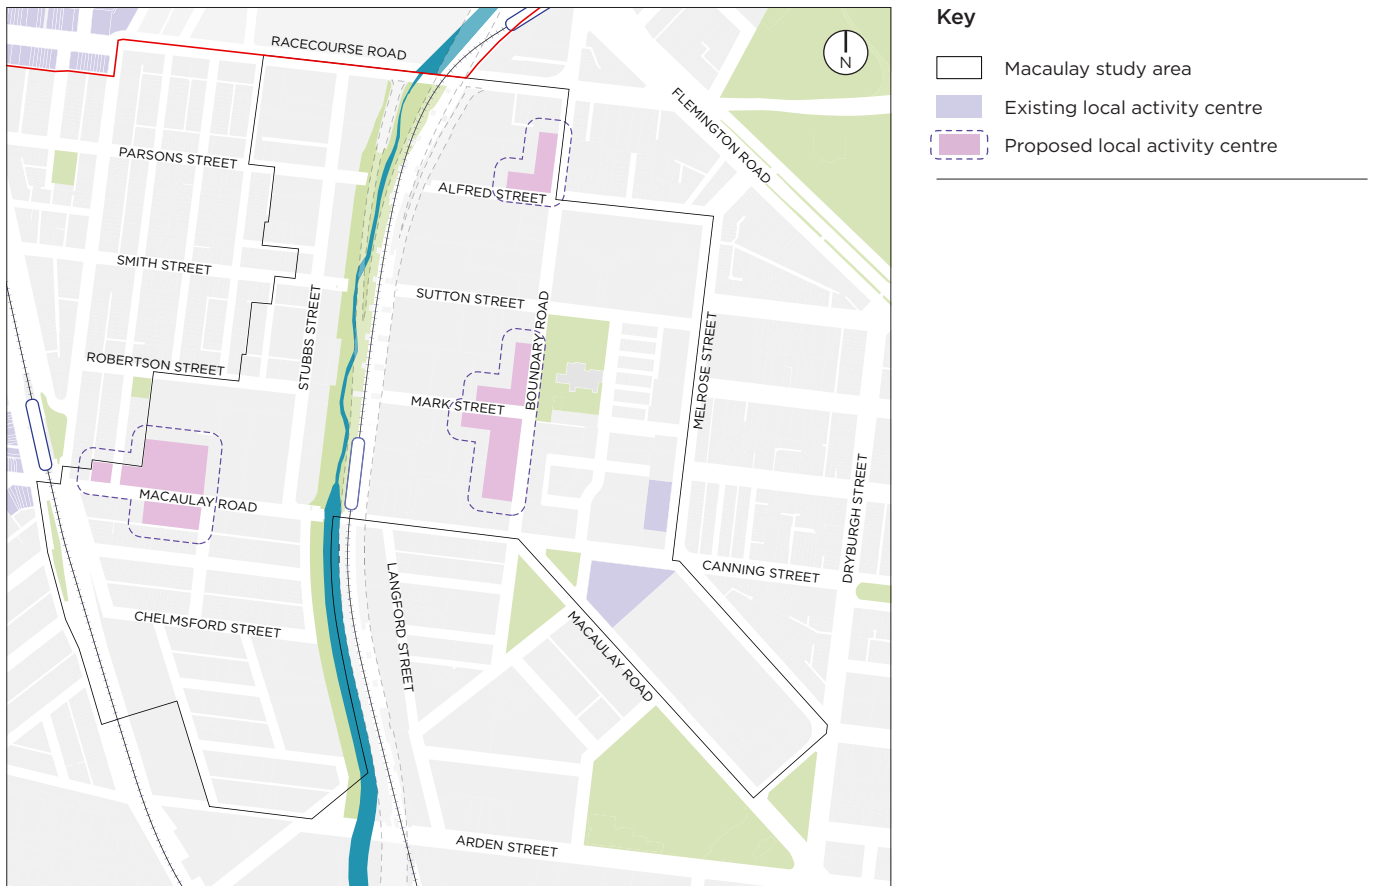 Key
Macaulay study area
Existing local activity centre
Proposed local activity centre
N
RACECOURSE ROAD
FLEMINGTON ROAD
PARSONS STREET
ALFRED STREET
SMITH STREET
SUTTON STREET
STUBBS STREET
BOUNDARY ROAD
MELROSE STREET
ROBERTSON STREET
MARK STREET
MACAULAY ROAD
DRYBURGH STREET
CANNING STREET
LANGFORD STREET
CHELMSFORD STREET
MACAULAY ROAD
ARDEN STREET